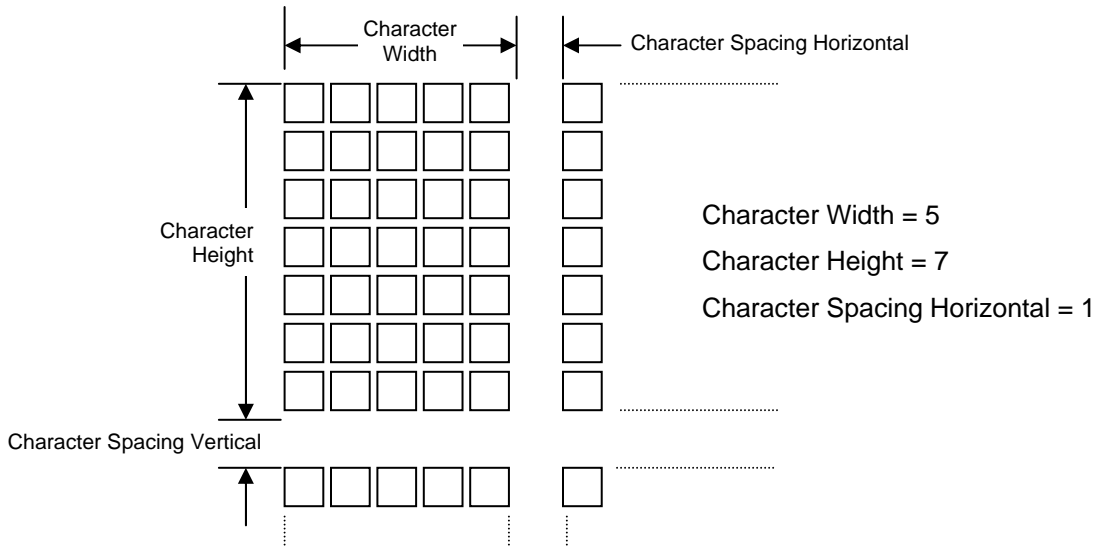 Character
Width
Character Spacing Horizontal
Character
Height
Character Width = 5
Character Height = 7
Character Spacing Horizontal = 1
Character Spacing Vertical